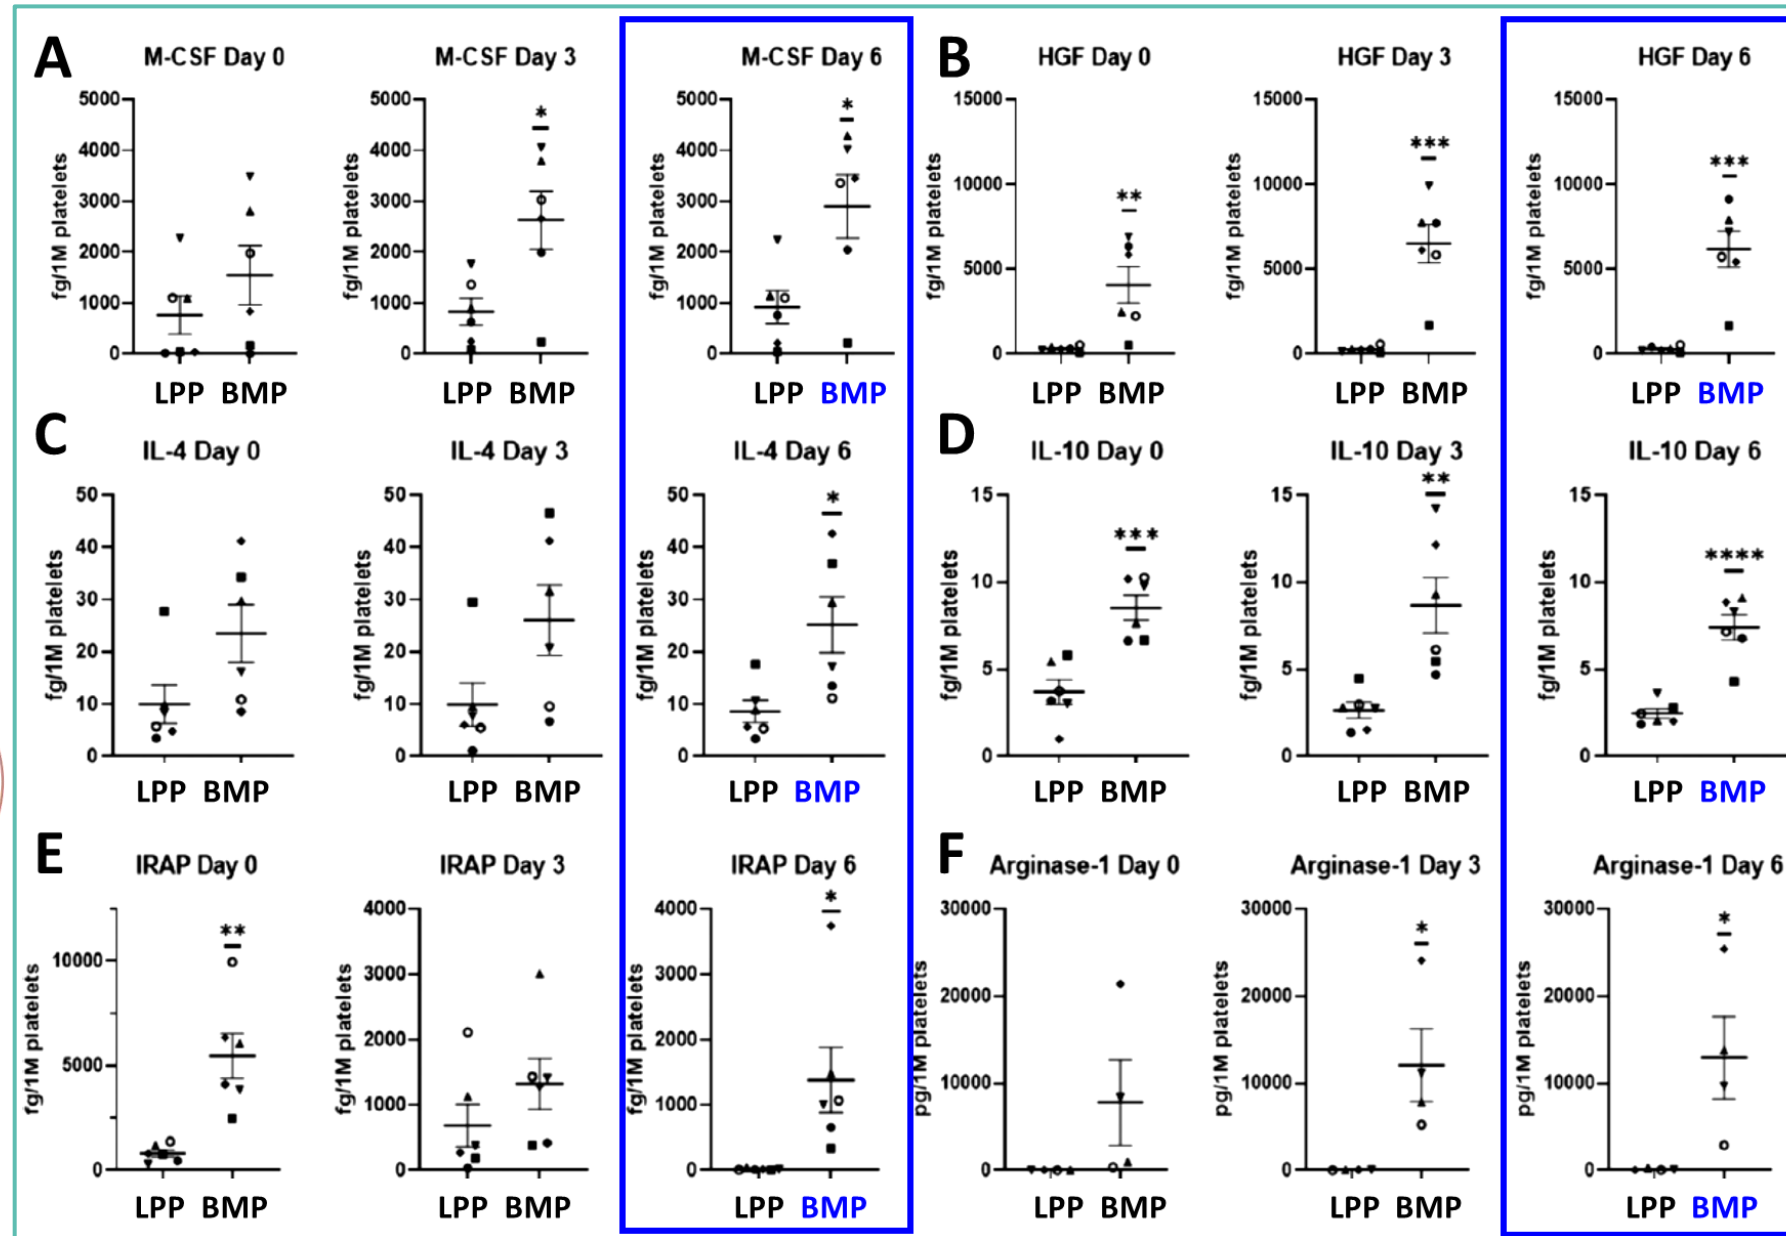 A
M-CSF Day 0
M-CSF Day 3
M-CSF Day 6
fg/1M platelets
5000
4000
3000
2000
1000
0
LPP BMP
fg/1M platelets
5000
4000
3000
2000
1000
0
*
LPP BMP
fg/1M platelets
5000
4000
3000
2000
1000
0
*
LPP BMP
B
HGF Day 0
HGF Day 3
HGF Day 6
fg/1M platelets
15000
10000
5000
0
**
LPP BMP
fg/1M platelets
15000
10000
5000
0
***
LPP BMP
fg/1M platelets
15000
10000
5000
0
***
LPP BMP
C
IL-4 Day 0
IL-4 Day 3
IL-4 Day 6
fg/1M platelets
50
40
30
20
10
0
LPP BMP
fg/1M platelets
50
40
30
20
10
0
LPP BMP
fg/1M platelets
50
40
30
20
10
0
*
LPP BMP
D
IL-10 Day 0
IL-10 Day 3
IL-10 Day 6
fg/1M platelets
15
10
5
0
***
LPP BMP
fg/1M platelets
15
10
5
0
**
LPP BMP
fg/1M platelets
15
10
5
0
****
LPP BMP
E
IRAP Day 0
IRAP Day 3
IRAP Day 6
fg/1M platelets
10000
5000
0
**
LPP BMP
fg/1M platelets
4000
3000
2000
1000
0
LPP BMP
fg/1M platelets
4000
3000
2000
1000
0
*
LPP BMP
F
Arginase-1 Day 0
Arginase-1 Day 3
Arginase-1 Day 6
pg/1M platelets
30000
20000
10000
0
LPP BMP
pg/1M platelets
30000
20000
10000
0
*
LPP BMP
pg/1M platelets
30000
20000
10000
0
*
LPP BMP